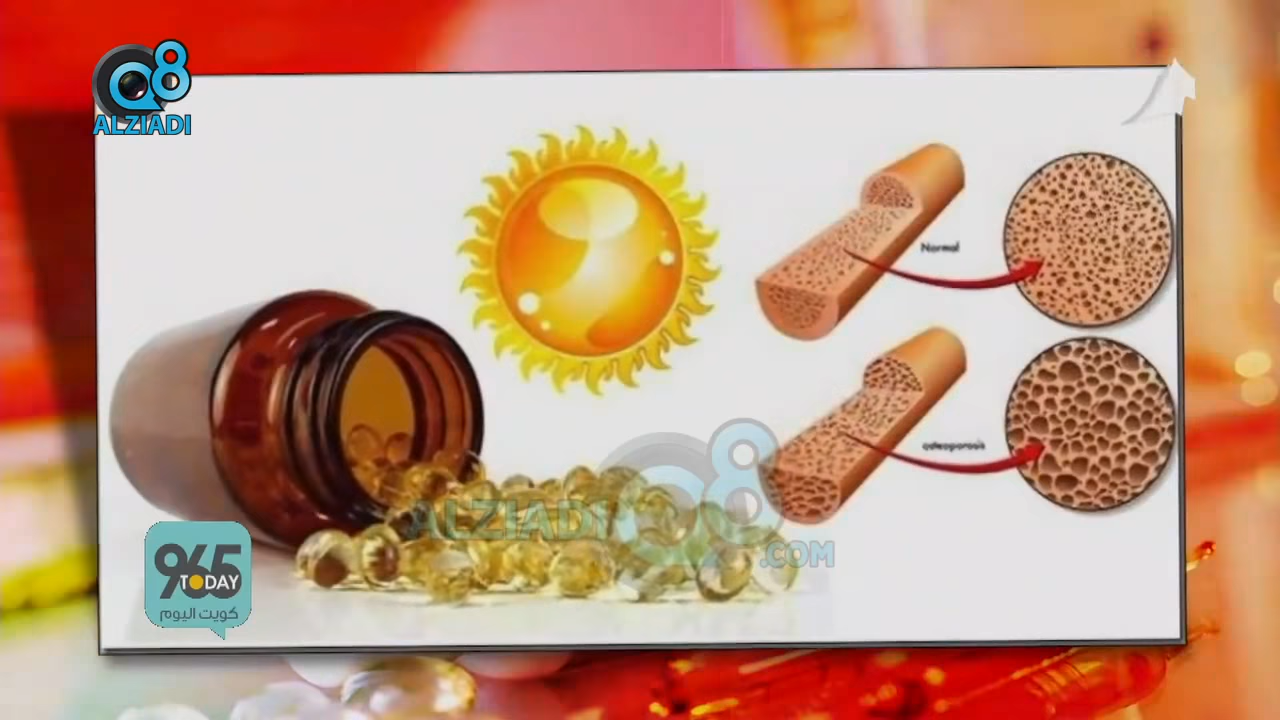 Q8
ALZIADI
Normal
osteoporosis
ALZIADI Q8
.COM
965
TODAY
كويت اليوم